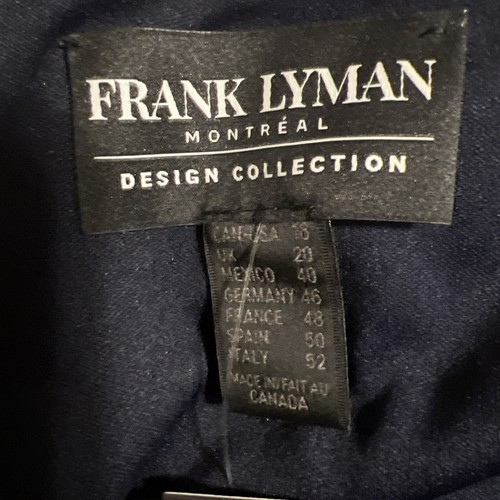 FRANK LYMAN
MONTRÉAL
DESIGN COLLECTION
CAN-USA 18
UK 20
MEXICO 40
GERMANY 46
FRANCE 48
SPAIN 50
ITALY 52
MADE IN/FAIT AU
CANADA